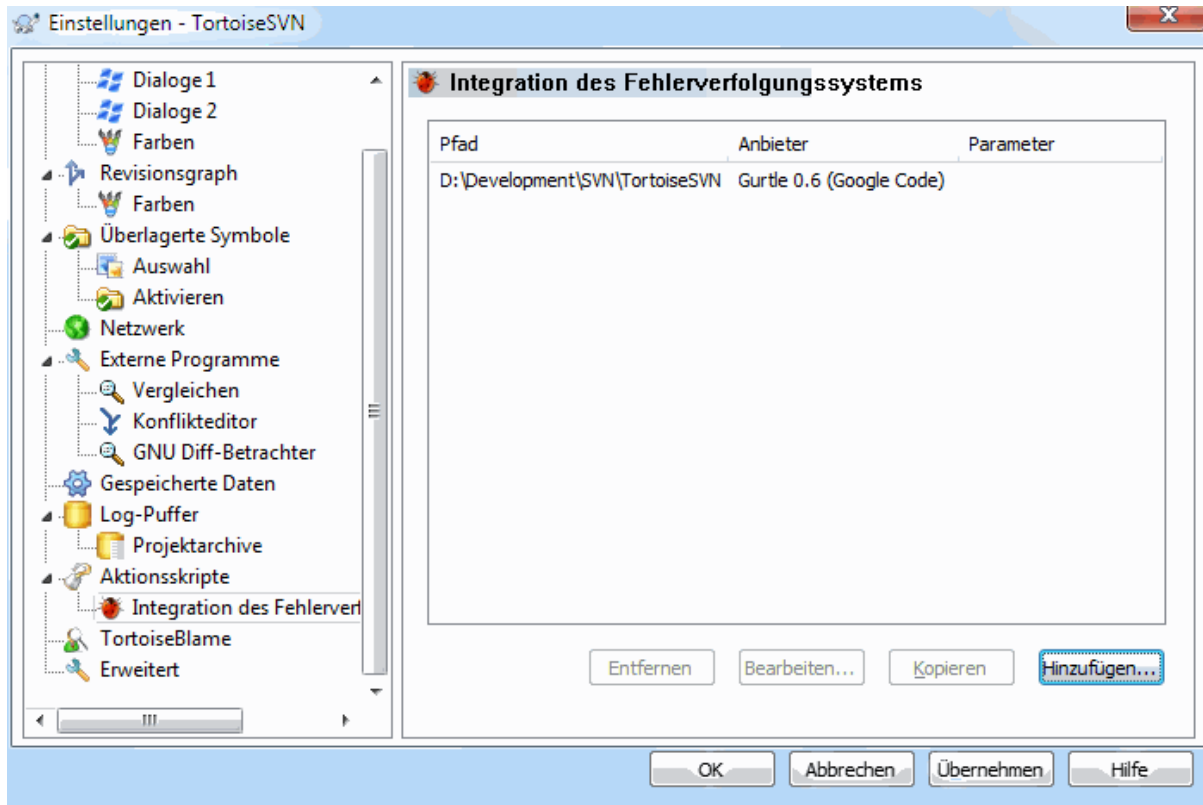 Einstellungen - TortoiseSVN
Dialoge 1
Dialoge 2
Farben
Revisionsgraph
Farben
Überlagerte Symbole
Auswahl
Aktivieren
Netzwerk
Externe Programme
Vergleichen
Konflikteditor
GNU Diff-Betrachter
Gespeicherte Daten
Log-Puffer
Projektarchive
Aktionsskripte
Integration des Fehlerverf
TortoiseBlame
Erweitert
Integration des Fehlerverfolgungssystems
Pfad Anbieter Parameter
D:\Development\SVN\TortoiseSVN Gurtle 0.6 (Google Code)
Entfernen Bearbeiten... Kopieren Hinzufügen...
OK Abbrechen Übernehmen Hilfe